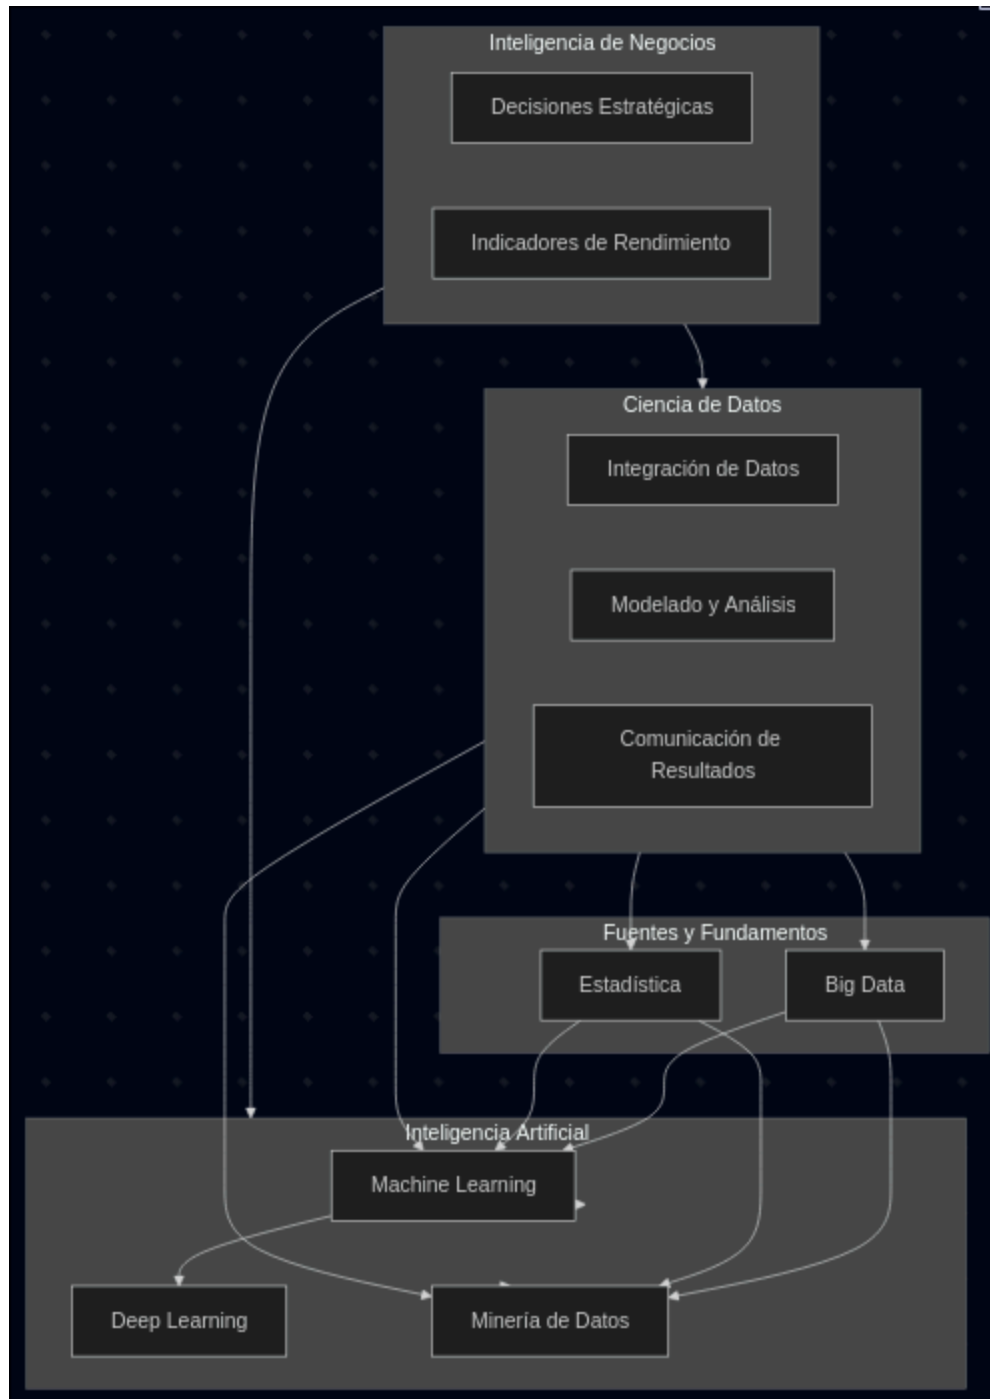 Inteligencia de Negocios
Decisiones Estratégicas
Indicadores de Rendimiento
Ciencia de Datos
Integración de Datos
Modelado y Análisis
Comunicación de
Resultados
Fuentes y Fundamentos
Estadística
Big Data
Inteligencia Artificial
Machine Learning
Deep Learning
Minería de Datos